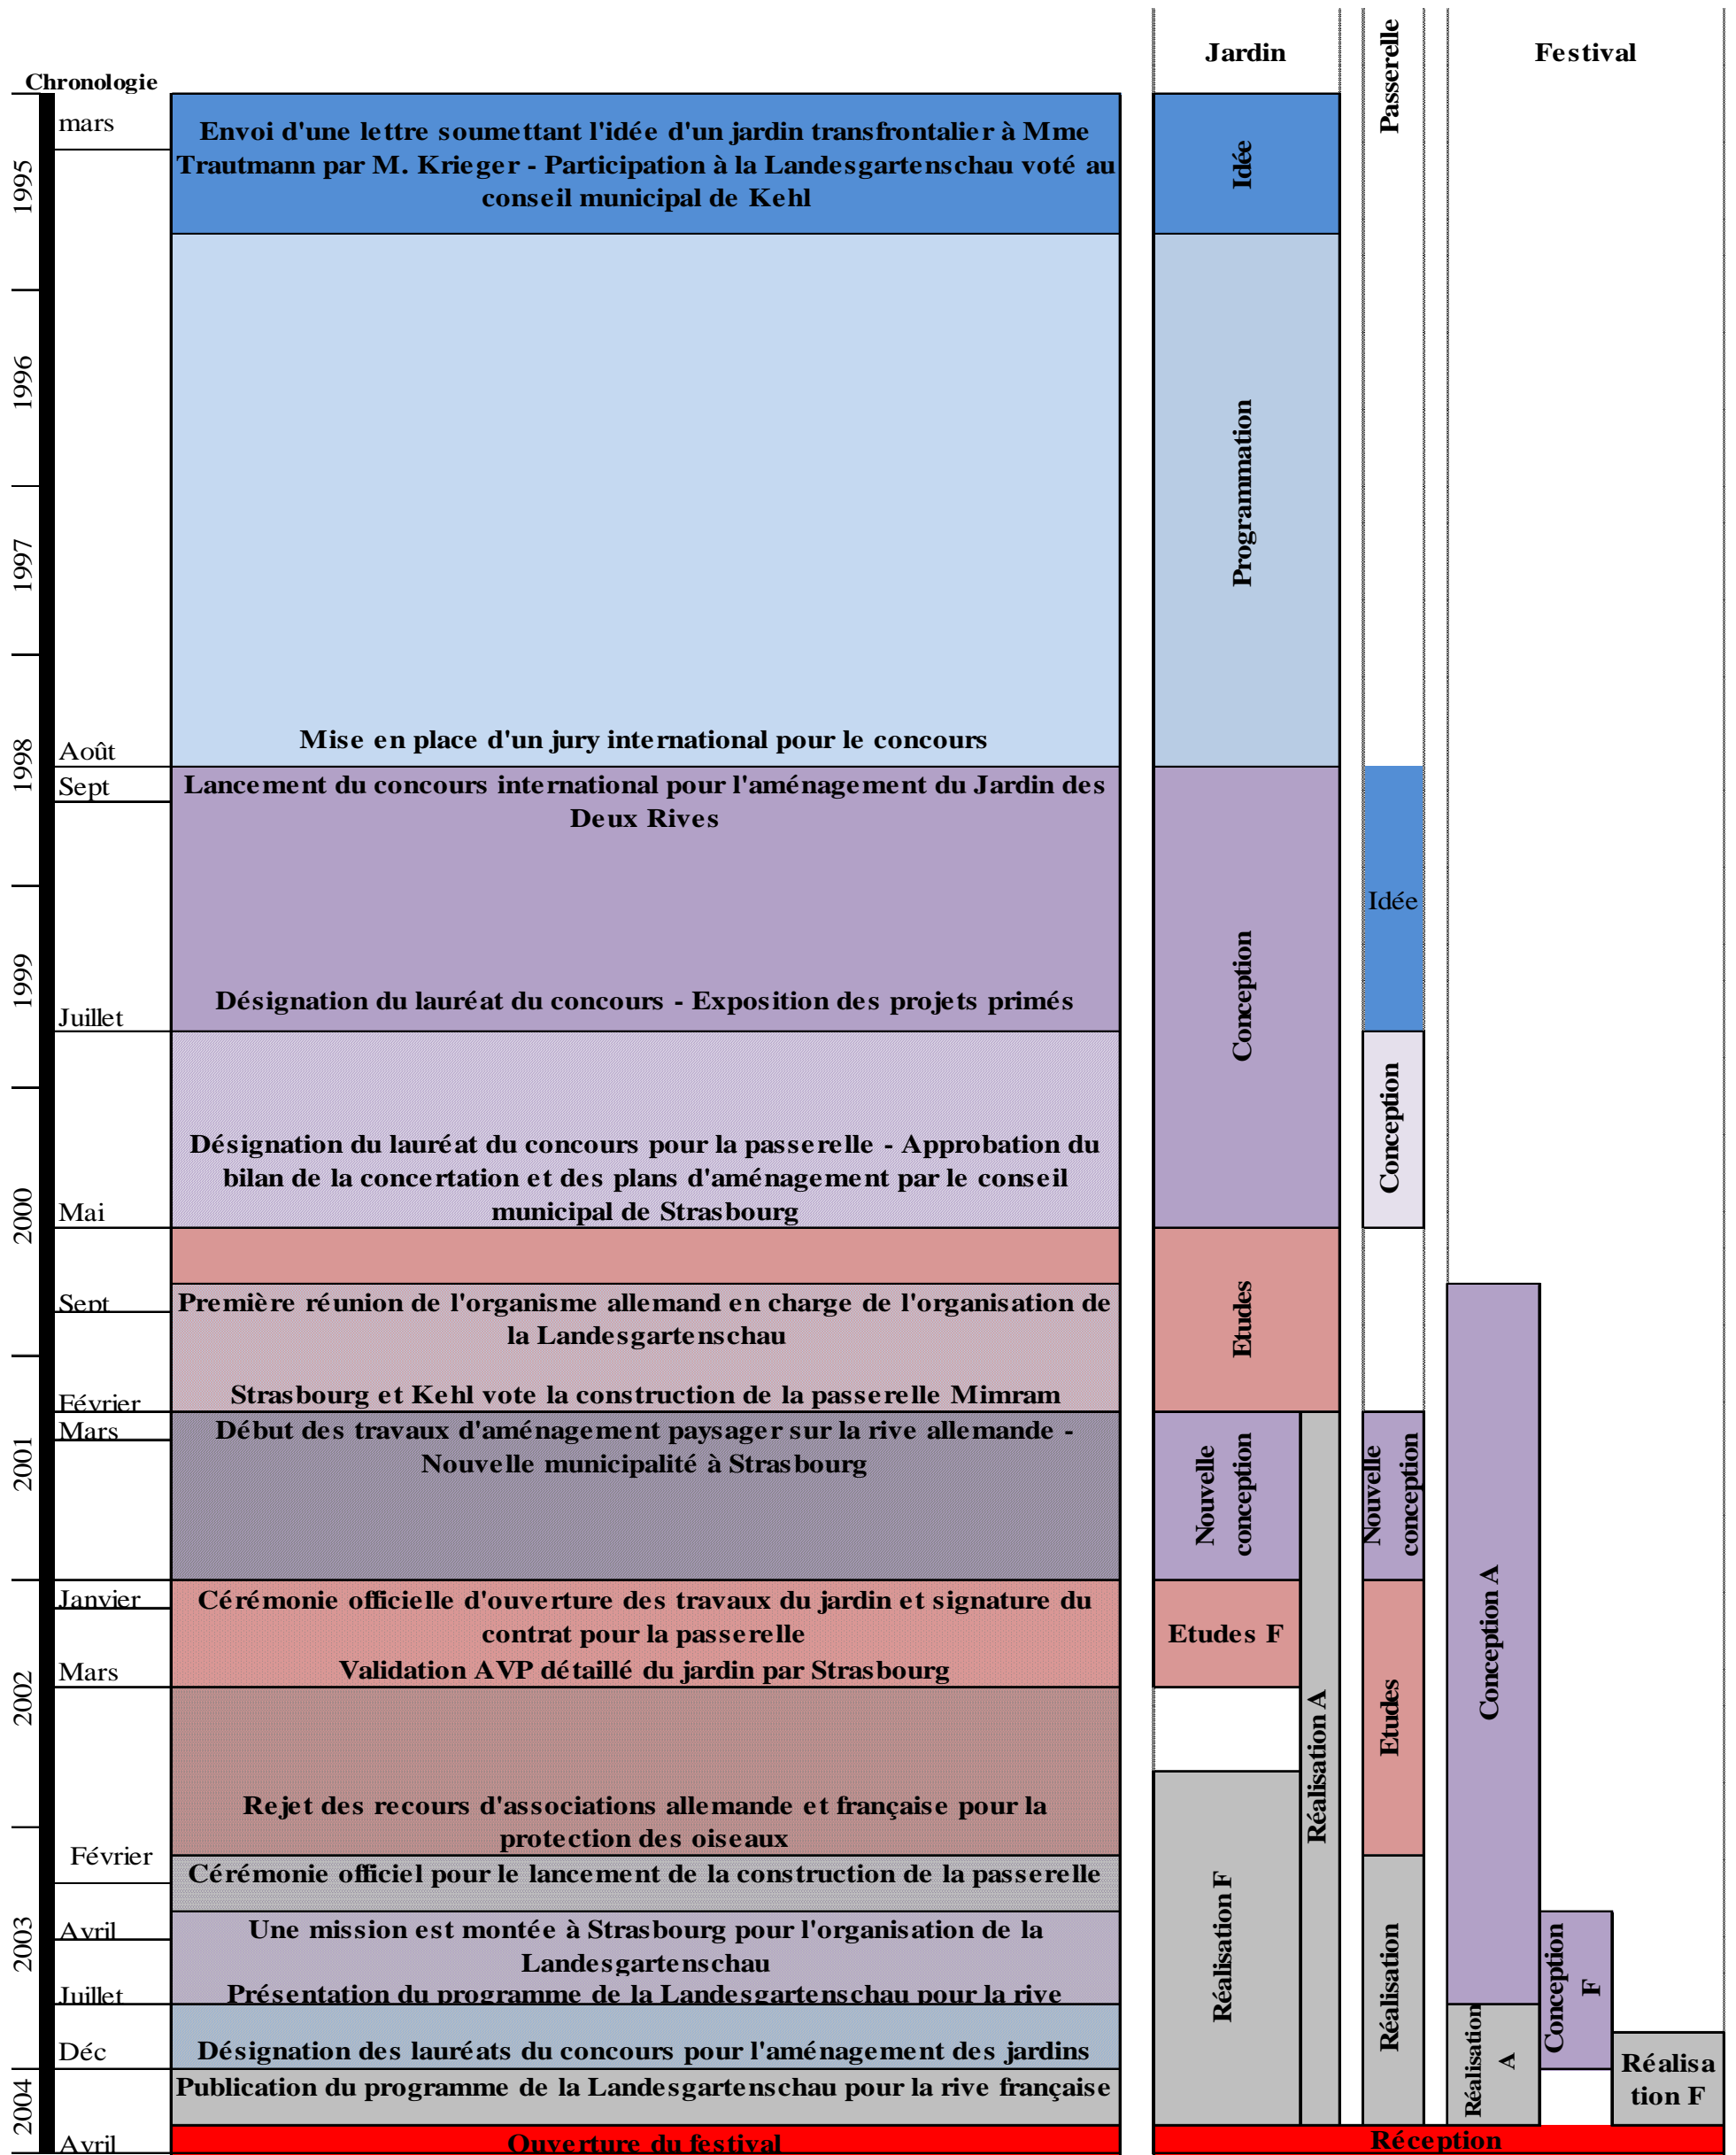 Jardin
Passerelle
Festival
Chronologie
1995
mars
Envoi d'une lettre soumettant l'idée d'un jardin transfrontalier à Mme
Trautmann par M. Krieger - Participation à la Landesgartenschau voté au
conseil municipal de Kehl
Idée
1996
1997
Programmation
1998
Août
Mise en place d'un jury international pour le concours
Sept
Lancement du concours international pour l'aménagement du Jardin des
Deux Rives
Idée
1999
Juillet
Désignation du lauréat du concours - Exposition des projets primés
Conception
Conception
2000
Mai
Désignation du lauréat du concours pour la passerelle - Approbation du
bilan de la concertation et des plans d'aménagement par le conseil
municipal de Strasbourg
Sept
Première réunion de l'organisme allemand en charge de l'organisation de
la Landesgartenschau
Etudes
Février
Strasbourg et Kehl vote la construction de la passerelle Mimram
2001
Mars
Début des travaux d'aménagement paysager sur la rive allemande -
Nouvelle municipalité à Strasbourg
Nouvelle
conception
Nouvelle
conception
Janvier
Cérémonie officielle d'ouverture des travaux du jardin et signature du
contrat pour la passerelle
Etudes F
Conception A
2002
Mars
Validation AVP détaillé du jardin par Strasbourg
Réalisation A
Etudes
Rejet des recours d'associations allemande et française pour la
protection des oiseaux
Février
Cérémonie officiel pour le lancement de la construction de la passerelle
2003
Avril
Une mission est montée à Strasbourg pour l'organisation de la
Landesgartenschau
Réalisation F
Réalisation
Conception
F
Juillet
Présentation du programme de la Landesgartenschau pour la rive
Déc
Désignation des lauréats du concours pour l'aménagement des jardins
Réalisation
A
Réalisa
tion F
2004
Publication du programme de la Landesgartenschau pour la rive française
Avril
Ouverture du festival
Réception